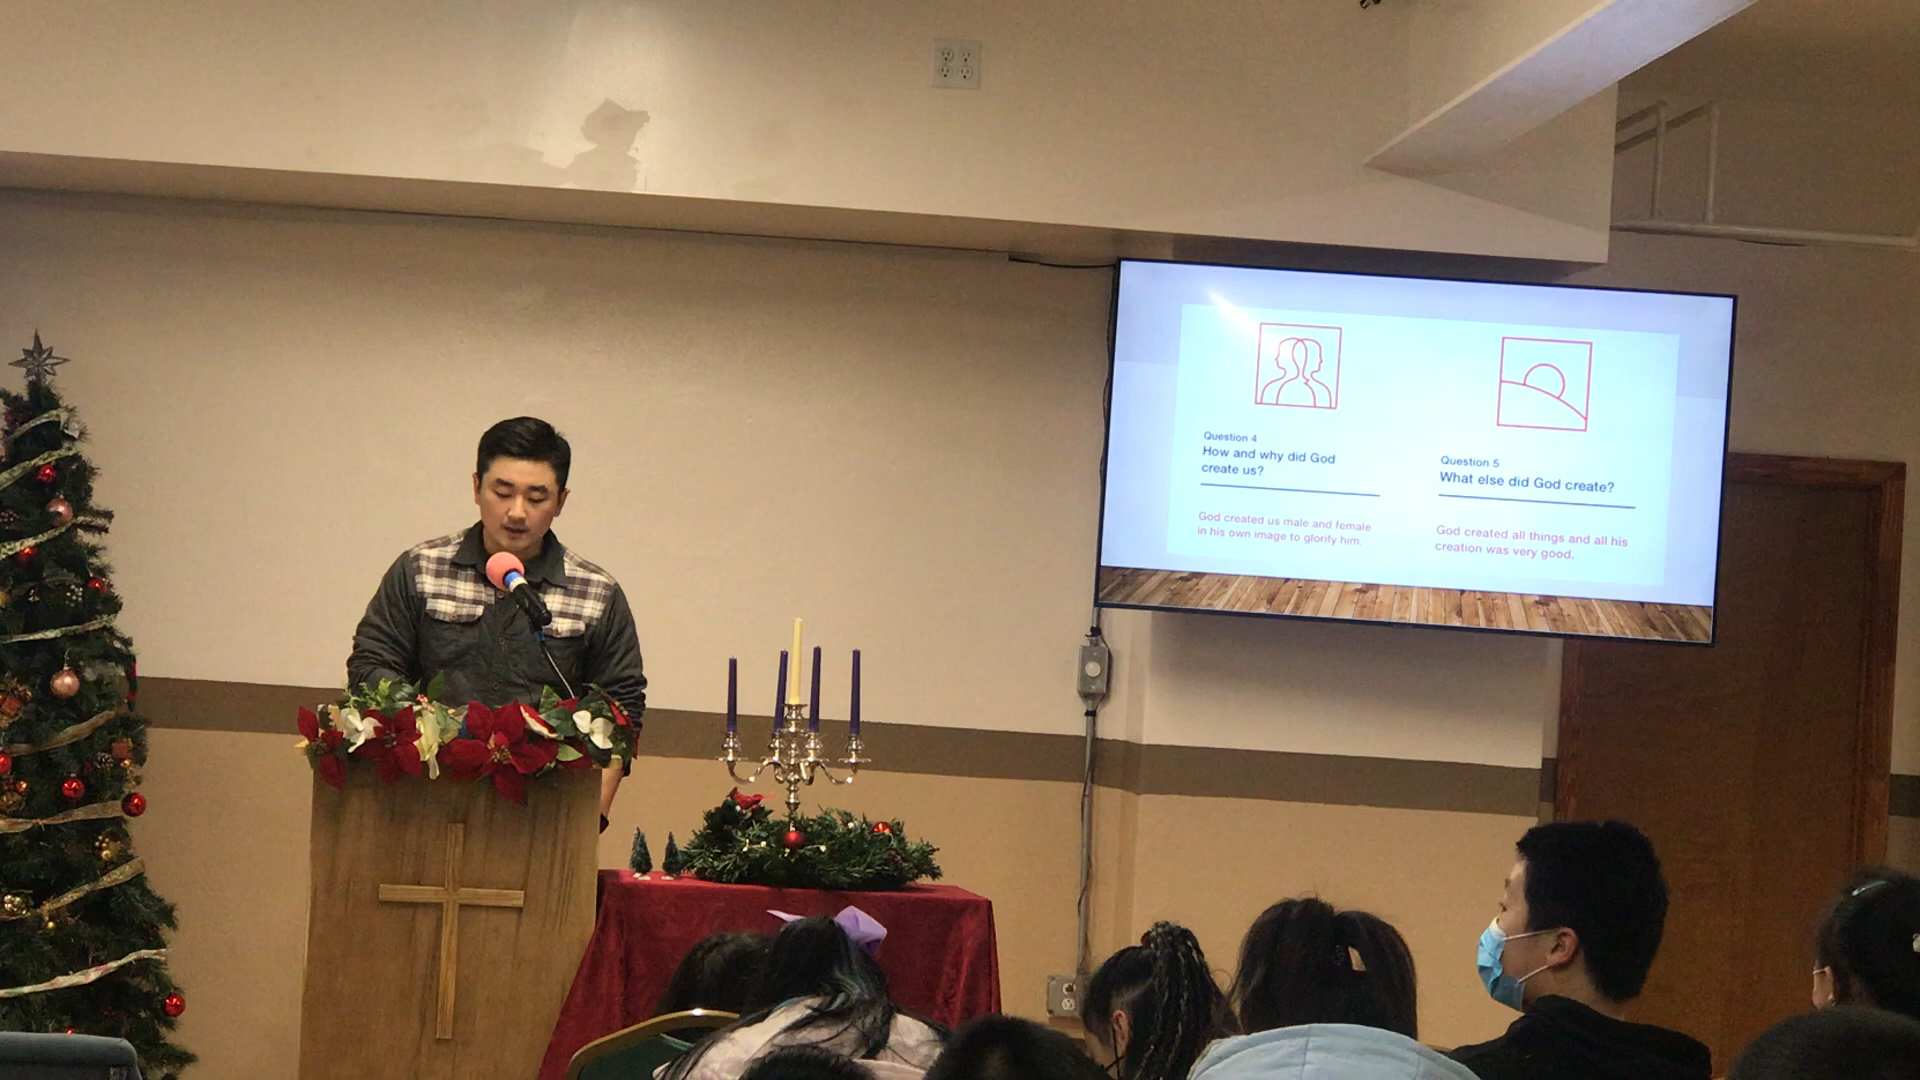 Question 4
How and why did God
create us?
God created us male and female
in his own image to glorify him.
Question 5
What else did God create?
God created all things and all his
creation was very good.